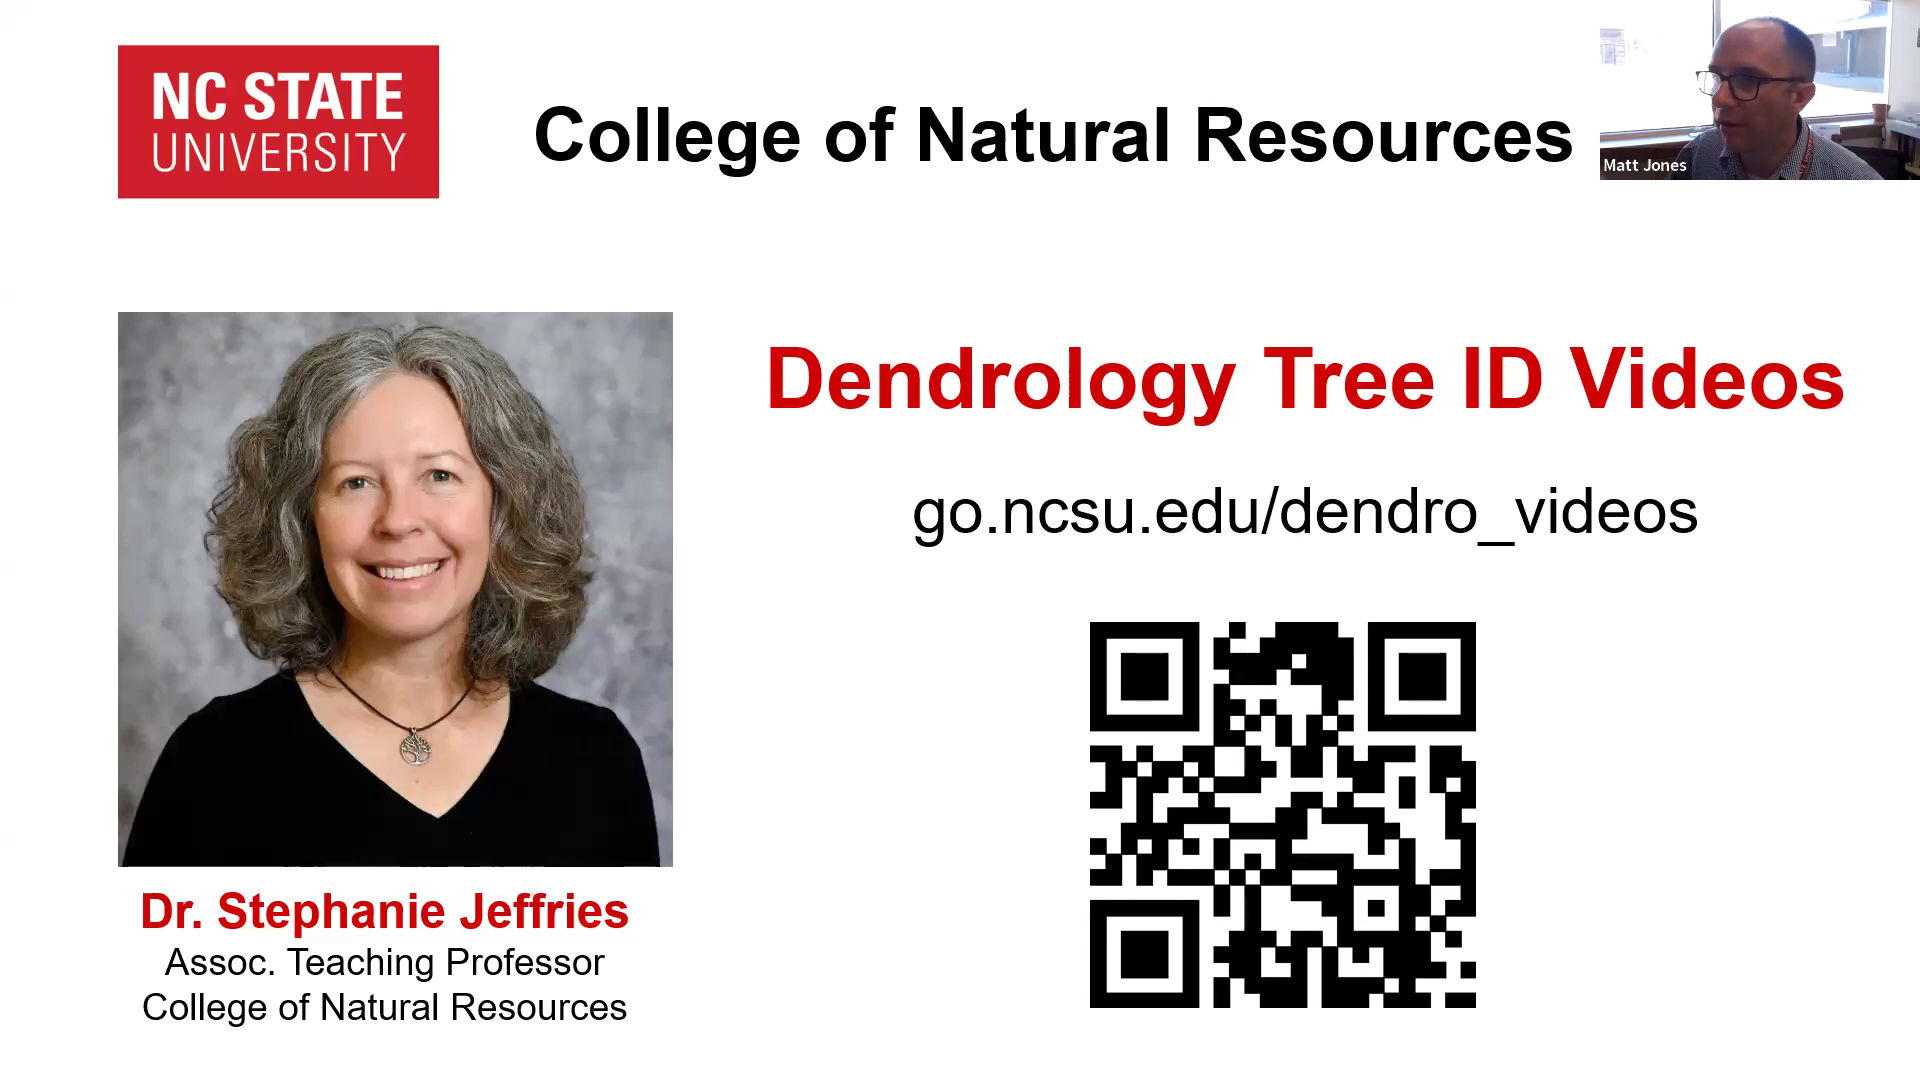 NC STATE
UNIVERSITY
College of Natural Resources
Matt Jones
Dendrology Tree ID Videos
go.ncsu.edu/dendro_videos
Dr. Stephanie Jeffries
Assoc. Teaching Professor
College of Natural Resources